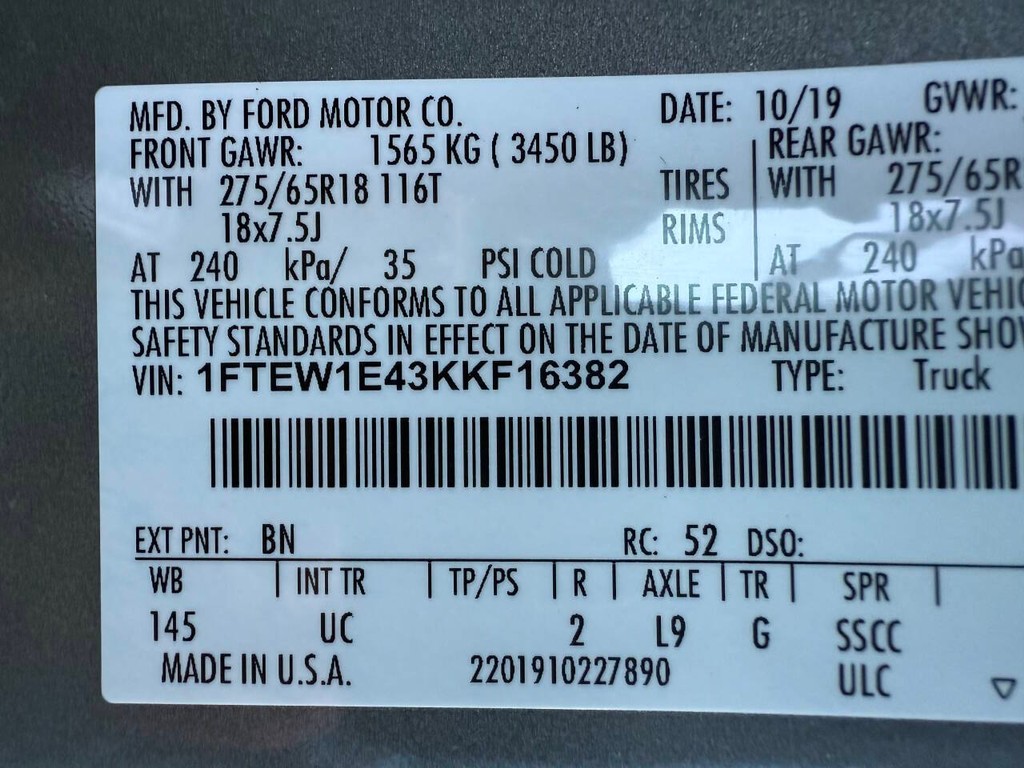 MFD. BY FORD MOTOR CO. DATE: 10/19 GVWR:
FRONT GAWR: 1565 KG ( 3450 LB) REAR GAWR:
WITH 275/65R18 116T TIRES WITH 275/65R
18x7.5J RIMS 18x7.5J
AT 240 kPa/ 35 PSI COLD AT 240 kPa
THIS VEHICLE CONFORMS TO ALL APPLICABLE FEDERAL MOTOR VEHIC
SAFETY STANDARDS IN EFFECT ON THE DATE OF MANUFACTURE SHO
VIN: 1FTEW1E43KKF16382 TYPE: Truck
EXT PNT: BN RC: 52 DSO:
WB INT TR TP/PS R AXLE TR SPR
145 UC 2 L9 G SSCC
MADE IN U.S.A. 2201910227890 ULC